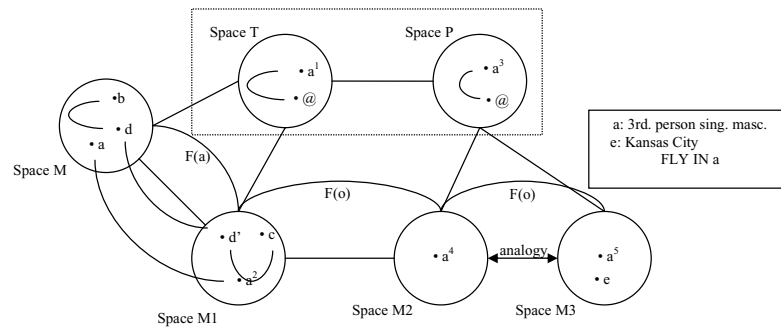 Space T
Space P
• a¹
• @
• a³
• @
• b
• d
• a
Space M
F(a)
a: 3rd. person sing. masc.
e: Kansas City
FLY IN a
F(o)
F(o)
• d’
• c
• a²
• a⁴
analogy
• a⁵
• e
Space M1
Space M2
Space M3